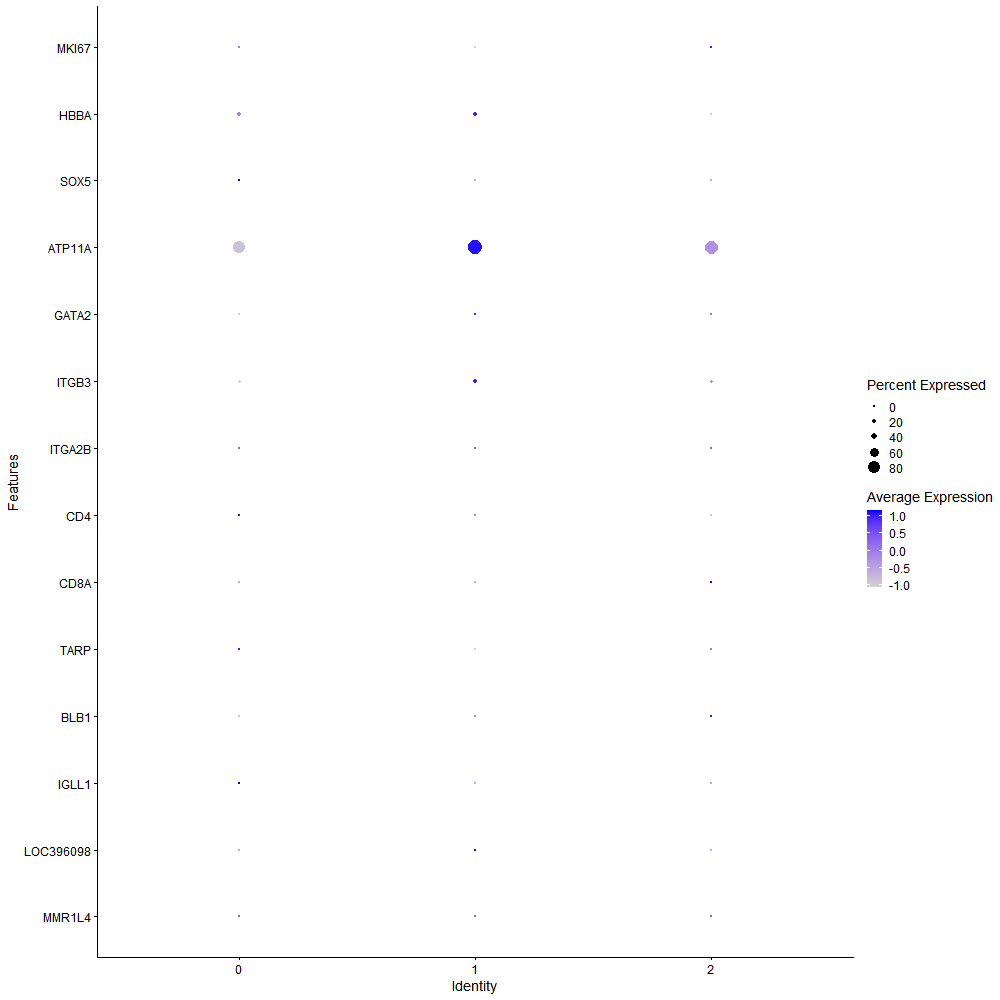 MKI67
HBBA
SOX5
ATP11A
GATA2
ITGB3
ITGA2B
CD4
CD8A
TARP
BLB1
IGLL1
LOC396098
MMR1L4
Features
0 1 2
Identity
Percent Expressed
0
20
40
60
80
Average Expression
1.0
0.5
0.0
-0.5
-1.0